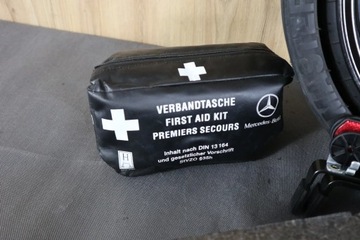 VERBANDTASCHE
FIRST AID KIT
PREMIERS SECOURS
Mercedes-Benz
Inhalt nach DIN 13 164
und gesetzlicher Vorschrift
H